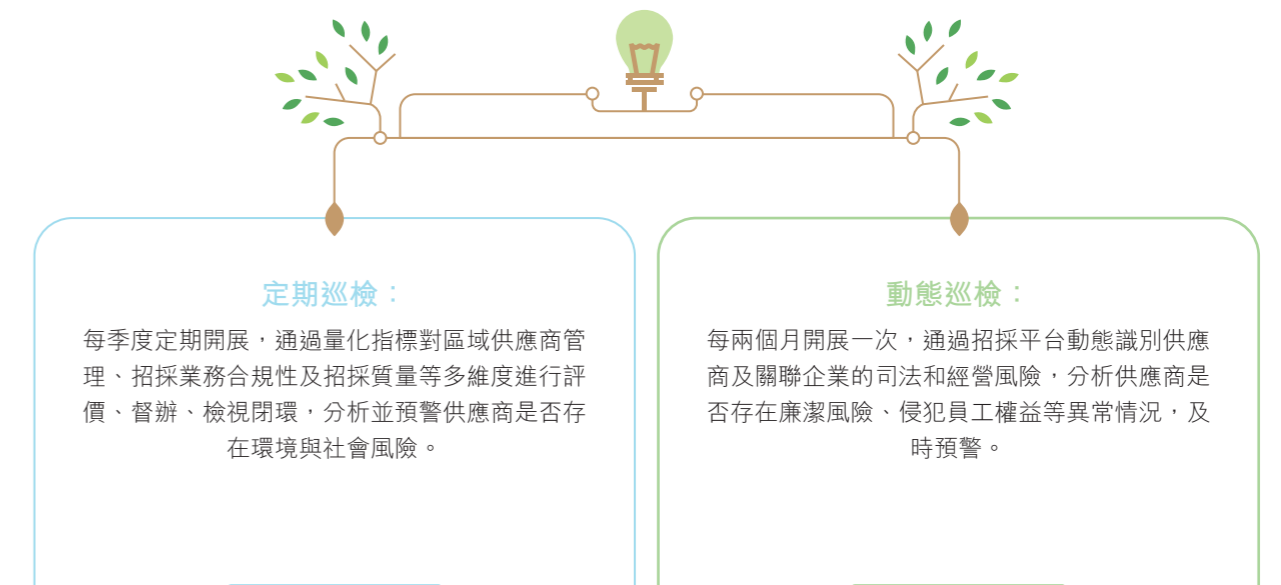 定期巡檢：
每季度定期開展，通過量化指標對區域供應商管
理、招採業務合規性及招採質量等多維度進行評
價、督辦、檢視閉環，分析並預警供應商是否存
在環境與社會風險。
動態巡檢：
每兩個月開展一次，通過招採平台動態識別供應
商及關聯企業的司法和經營風險，分析供應商是
否存在廉潔風險、侵犯員工權益等異常情況，及
時預警。